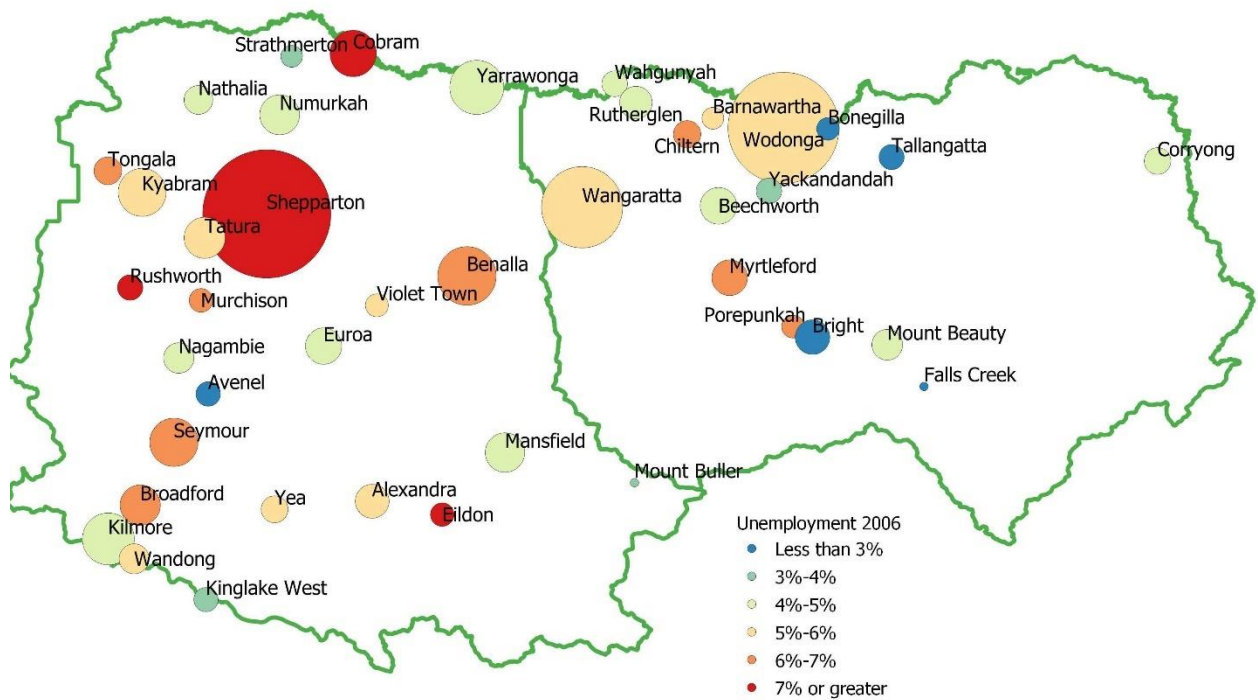 Strathmerton
Cobram
Nathalia
Numurkah
Yarrawonga
Wahgunyah
Rutherglen
Barnawartha
Chiltern
Wodonga
Bonegilla
Tallangatta
Corryong
Tongala
Kyabram
Shepparton
Tatura
Wangaratta
Yackandandah
Beechworth
Rushworth
Murchison
Benalla
Violet Town
Myrtleford
Porepunkah
Bright
Mount Beauty
Euroa
Nagambie
Avenel
Falls Creek
Seymour
Mansfield
Mount Buller
Broadford
Yea
Alexandra
Eildon
Kilmore
Wandong
Kinglake West
Unemployment 2006
Less than 3%
3%-4%
4%-5%
5%-6%
6%-7%
7% or greater